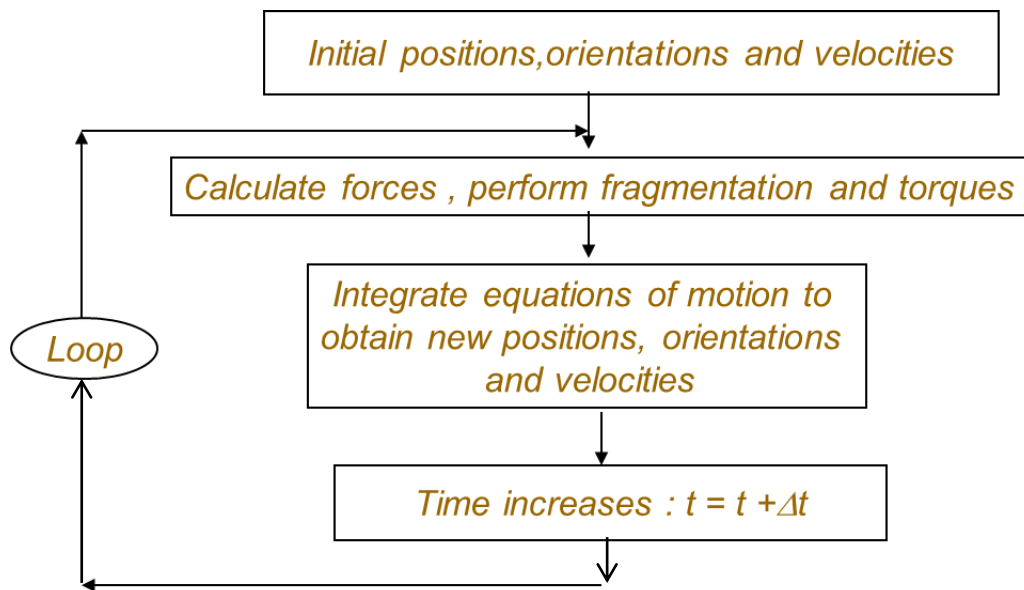 Initial positions,orientations and velocities
Calculate forces , perform fragmentation and torques
Integrate equations of motion to
obtain new positions, orientations
and velocities
Loop
Time increases : t = t +Δt